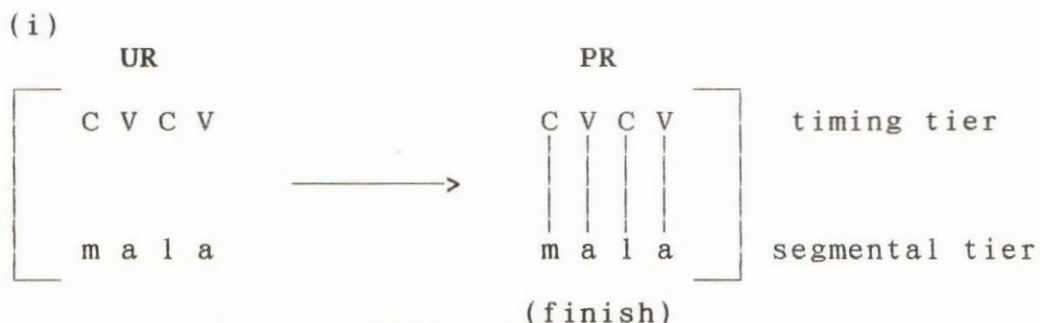 (i)
UR PR
C V C V C V C V timing tier
m a l a m a l a segmental tier
(finish)